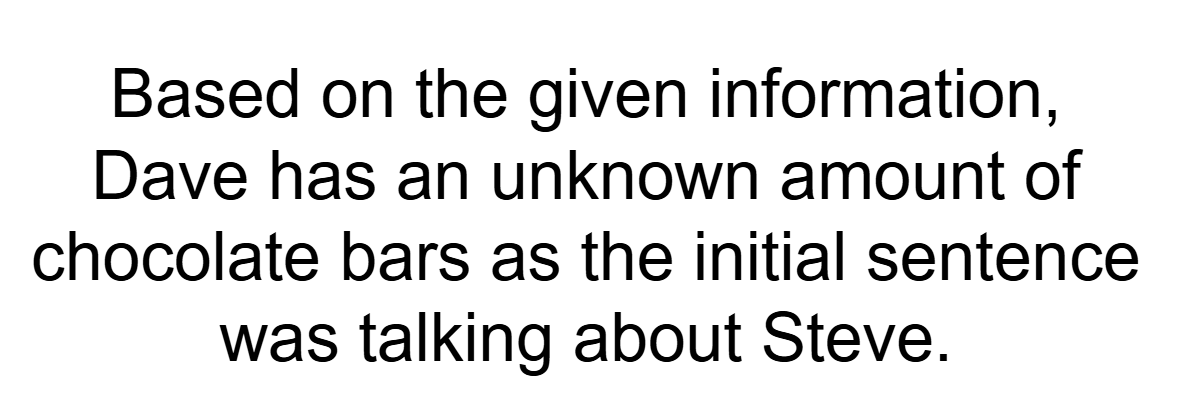 Based on the given information,
Dave has an unknown amount of
chocolate bars as the initial sentence
was talking about Steve.